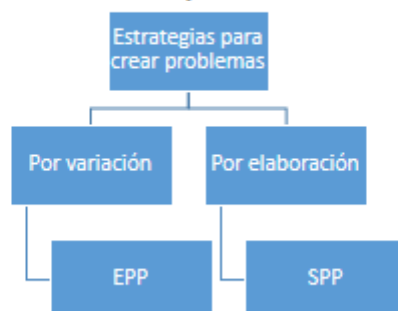 Estrategias para
crear problemas
Por variación
Por elaboración
EPP
SPP